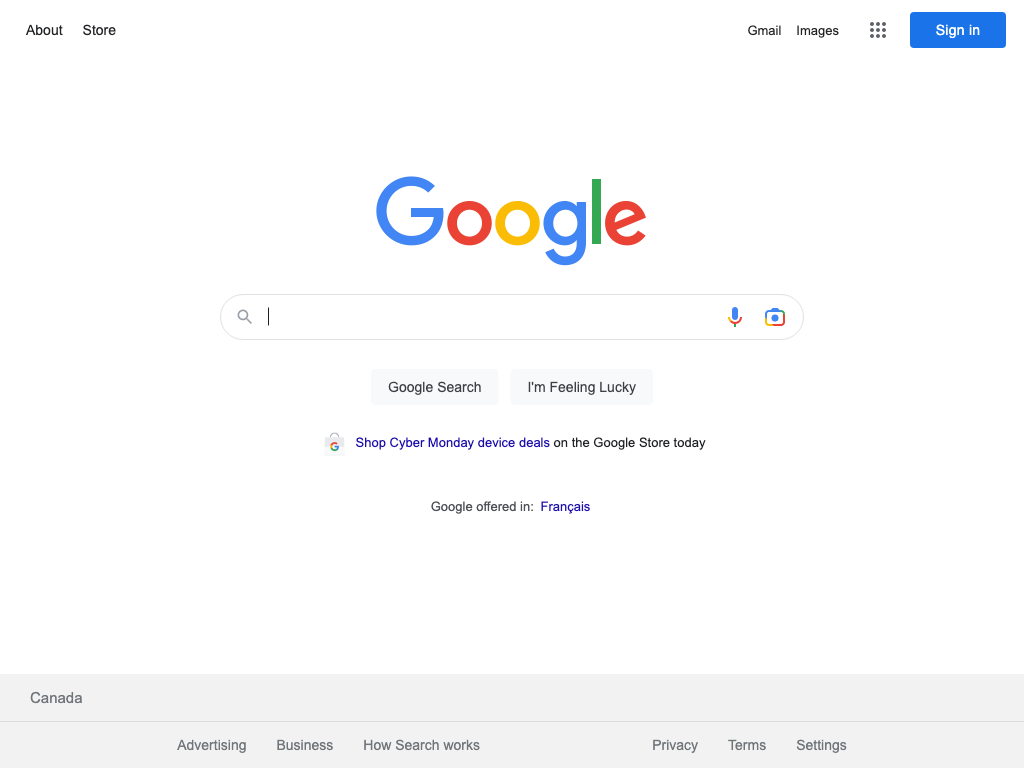 About Store
Gmail Images Sign in
Google
Google Search I'm Feeling Lucky
Shop Cyber Monday device deals on the Google Store today
Google offered in: Français
Canada
Advertising Business How Search works
Privacy Terms Settings